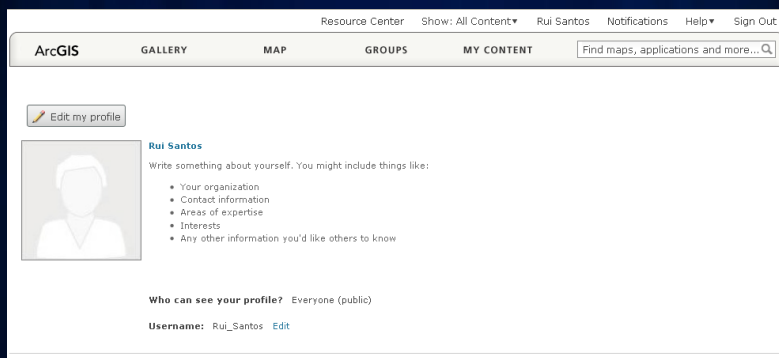 Resource Center Show: All Content▾ Rui Santos Notifications Help▾ Sign Out
ArcGIS GALLERY MAP GROUPS MY CONTENT Find maps, applications and more...
Edit my profile
Rui Santos
Write something about yourself. You might include things like:
• Your organization
• Contact information
• Areas of expertise
• Interests
• Any other information you'd like others to know
Who can see your profile? Everyone (public)
Username: Rui_Santos Edit